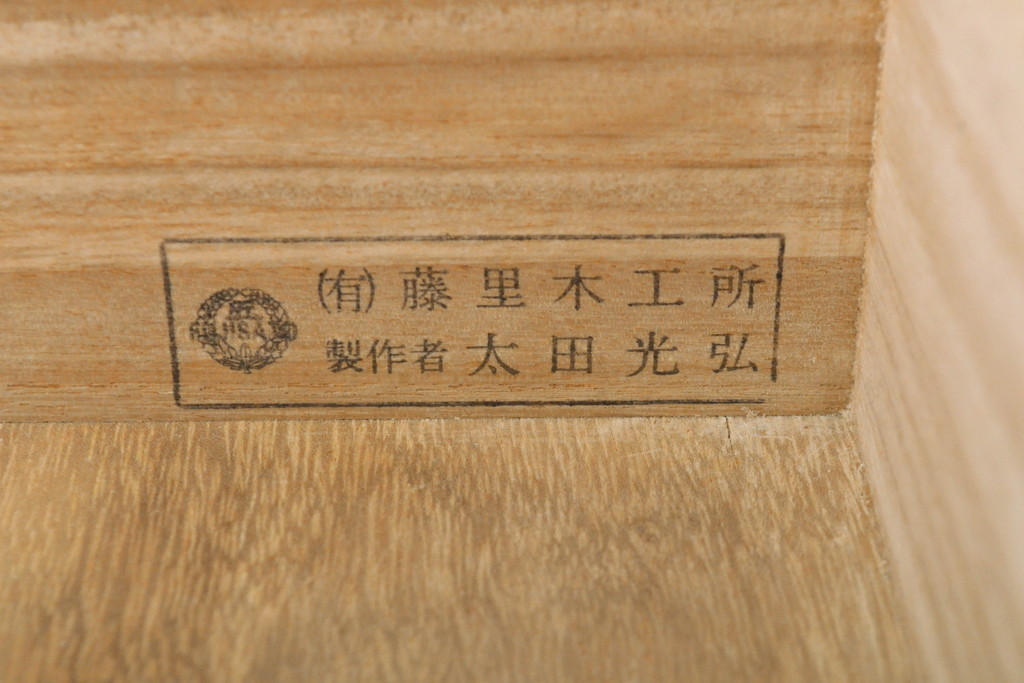 ㈲ 藤里木工所
製作者 太田光弘